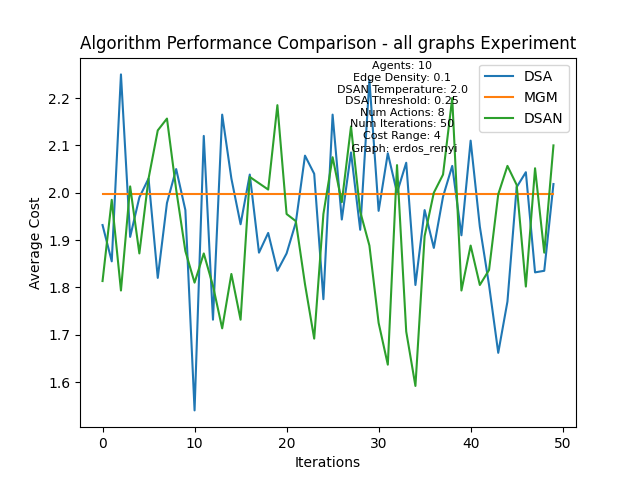 Algorithm Performance Comparison - all graphs Experiment
Agents: 10
Edge Density: 0.1
DSAN Temperature: 2.0
DSA Threshold: 0.25
Num Actions: 8
Num Iterations: 50
Cost Range: 4
Graph: erdos_renyi
DSA
MGM
DSAN
Average Cost
2.2
2.1
2.0
1.9
1.8
1.7
1.6
0
10
20
30
40
50
Iterations